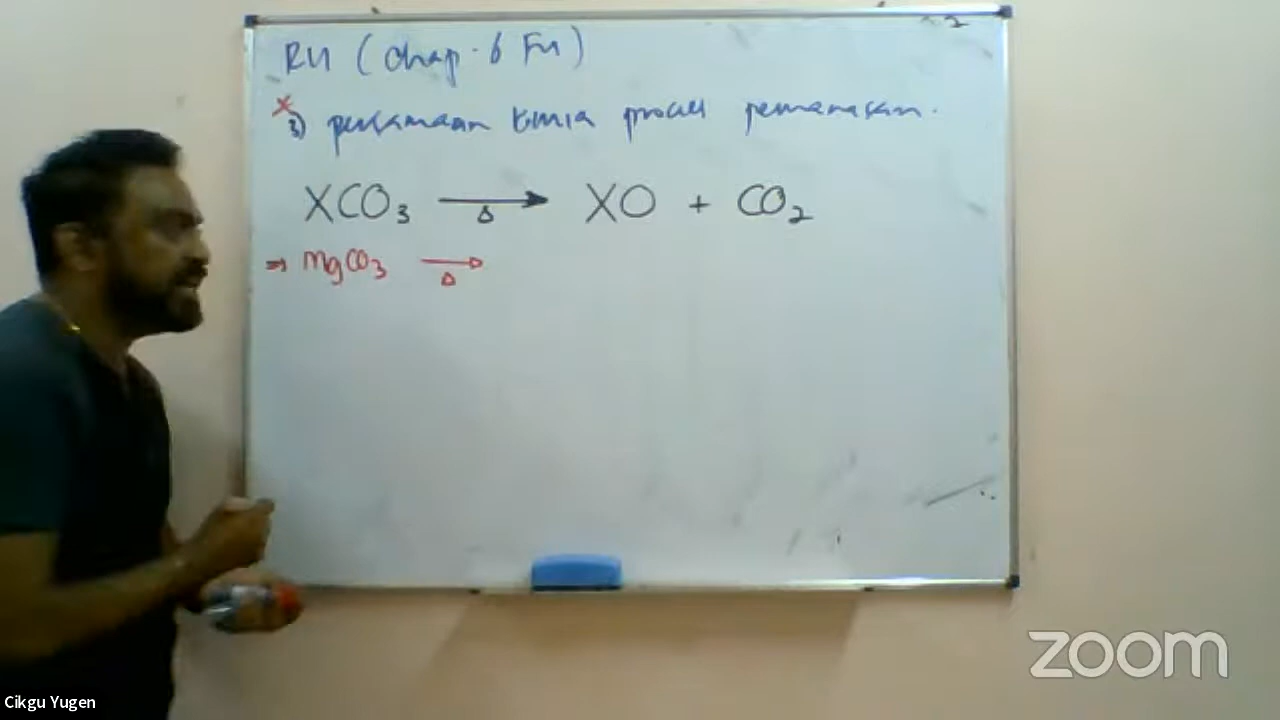 RU (Chap. 6 F4)
x
3) persamaan kimia proses pemanasan.
XCO₃ →Δ XO + CO₂
⇒ MgCO₃ →Δ
zoom
Cikgu Yugen